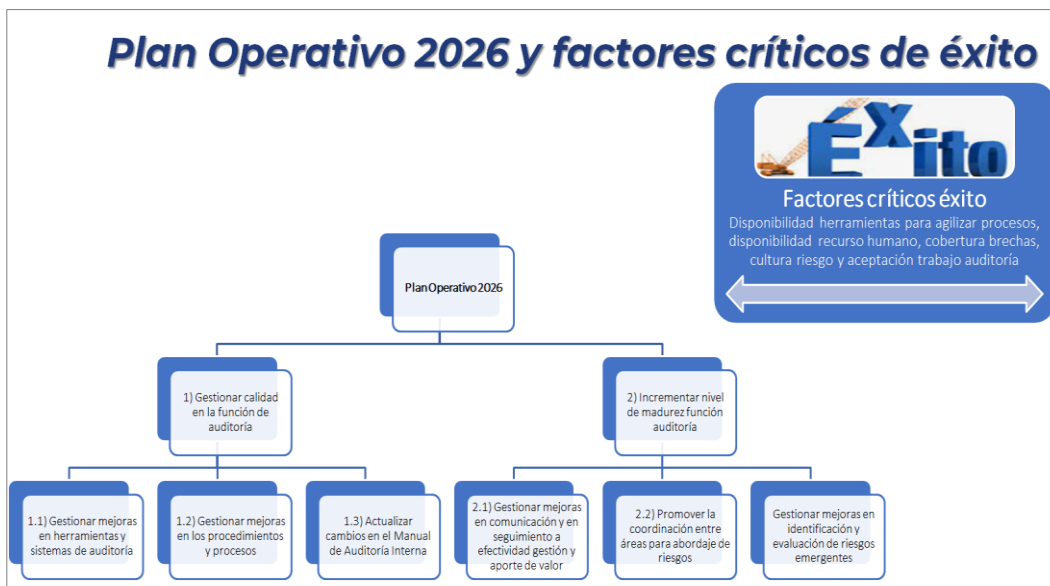 Plan Operativo 2026 y factores críticos de éxito
Éxito
Factores críticos éxito
Disponibilidad herramientas para agilizar procesos,
disponibilidad recurso humano, cobertura brechas,
cultura riesgo y aceptación trabajo auditoría
Plan Operativo 2026
1) Gestionar calidad
en la función de
auditoría
2) Incrementar nivel
de madurez función
auditoría
1.1) Gestionar mejoras
en herramientas y
sistemas de auditoría
1.2) Gestionar mejoras
en los procedimientos
y procesos
1.3) Actualizar
cambios en el Manual
de Auditoría Interna
2.1) Gestionar mejoras
en comunicación y en
seguimiento a
efectividad gestión y
aporte de valor
2.2) Promover la
coordinación entre
áreas para abordaje de
riesgos
Gestionar mejoras en
identificación y
evaluación de riesgos
emergentes